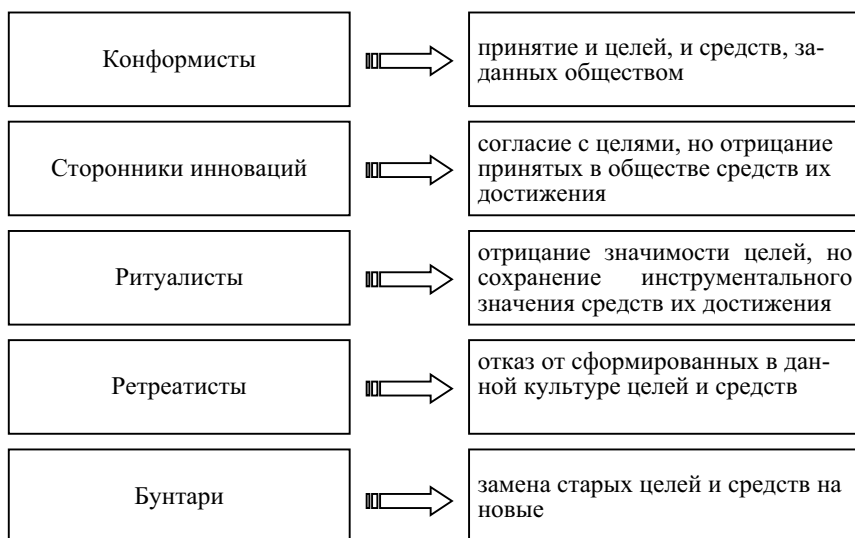 Конформисты
принятие и целей, и средств, за-
данных обществом
Сторонники инноваций
согласие с целями, но отрицание
принятых в обществе средств их
достижения
Ритуалисты
отрицание значимости целей, но
сохранение инструментального
значения средств их достижения
Ретреатисты
отказ от сформированных в дан-
ной культуре целей и средств
Бунтари
замена старых целей и средств на
новые